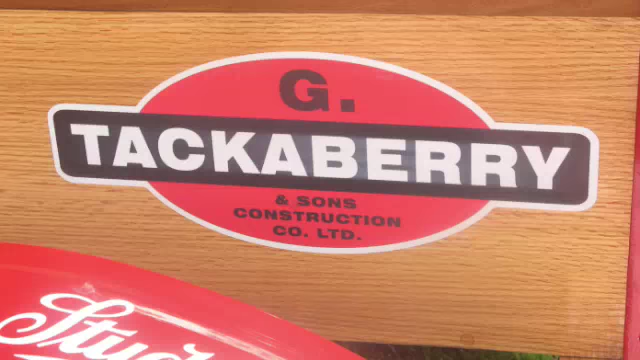 G.
TACKABERRY
& SONS
CONSTRUCTION
CO. LTD.